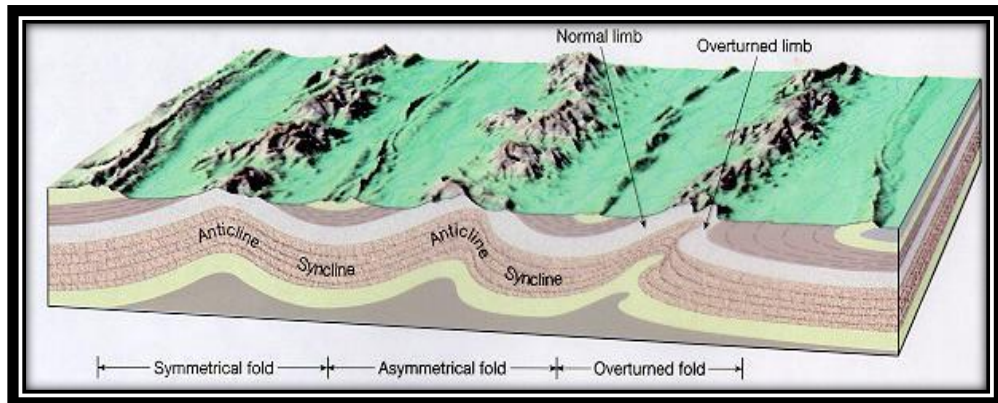 Normal limb
Overturned limb
Anticline
Syncline
Anticline
Syncline
Symmetrical fold
Asymmetrical fold
Overturned fold